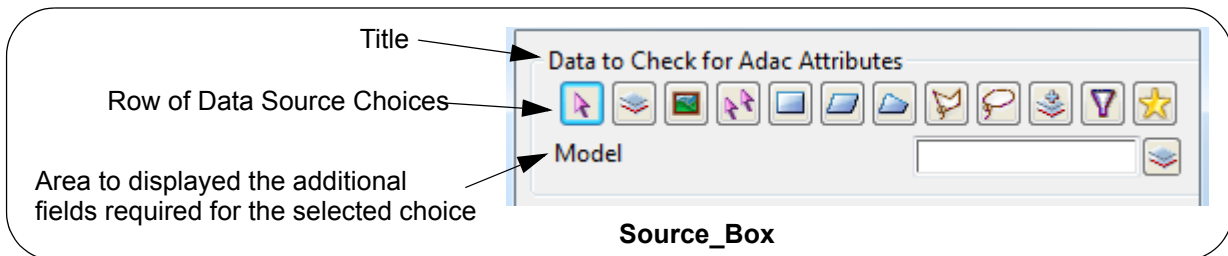 Title
Data to Check for Adac Attributes
Row of Data Source Choices
Model
Area to displayed the additional
fields required for the selected choice
Source_Box